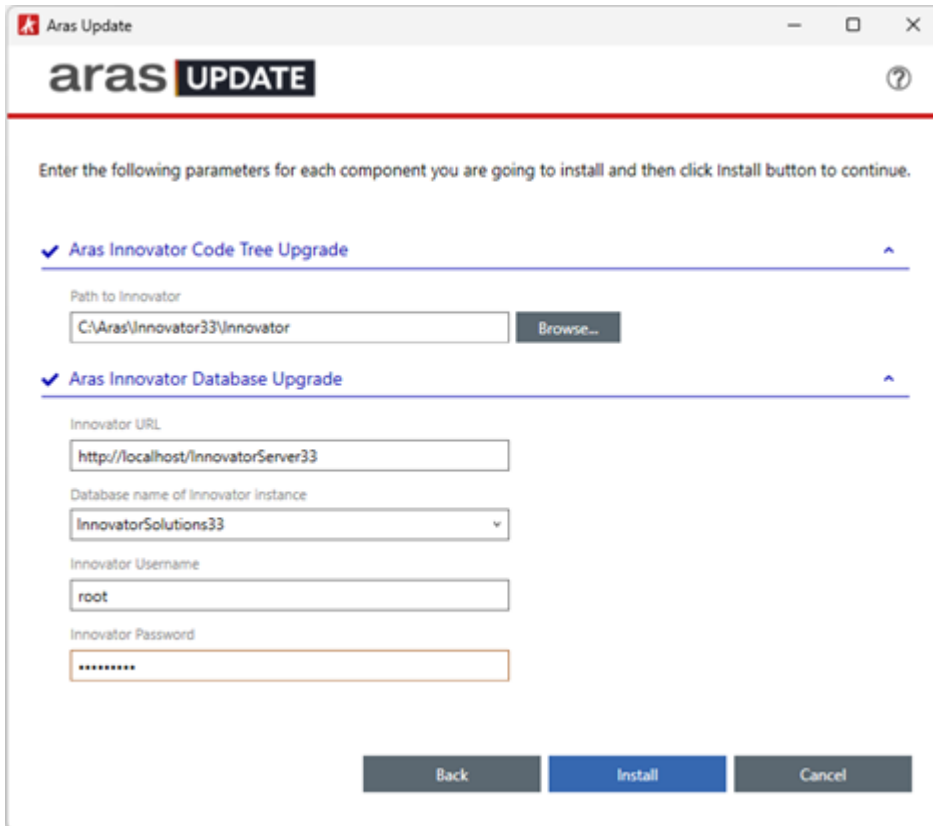 Aras Update
aras UPDATE
Enter the following parameters for each component you are going to install and then click Install button to continue.
Aras Innovator Code Tree Upgrade
Path to Innovator
C:\Aras\Innovator33\Innovator
Browse...
Aras Innovator Database Upgrade
Innovator URL
http://localhost/InnovatorServer33
Database name of Innovator instance
InnovatorSolutions33
Innovator Username
root
Innovator Password
•••••••••
Back Install Cancel